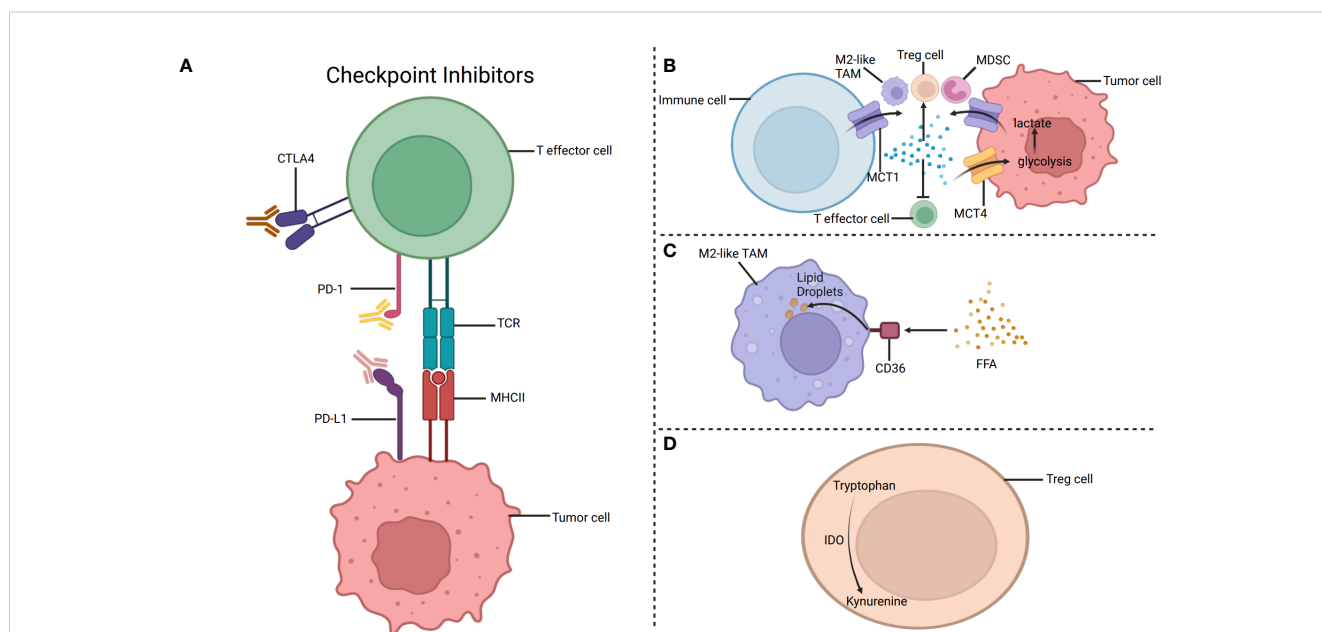 A
Checkpoint Inhibitors
T effector cell
CTLA4
PD-1
TCR
MHCII
PD-L1
Tumor cell
B
M2-like
TAM
Treg cell
MDSC
Tumor cell
Immune cell
lactate
glycolysis
MCT1
MCT4
T effector cell
C
M2-like TAM
Lipid
Droplets
CD36
FFA
D
Tryptophan
Treg cell
IDO
Kynurenine